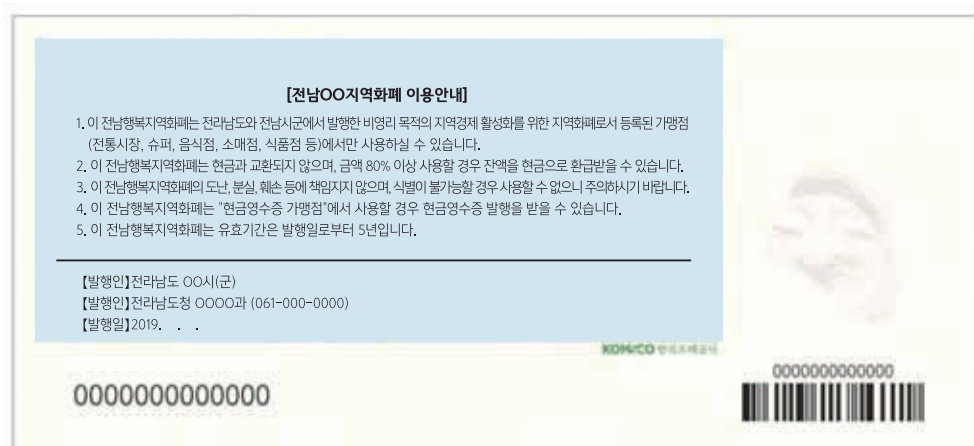 [전남OO지역화폐 이용안내]
1. 이 전남행복지역화폐는 전라남도와 전남시군에서 발행한 비영리 목적의 지역경제 활성화를 위한 지역화폐로서 등록된 가맹점
(전통시장, 슈퍼, 음식점, 소매점, 식품점 등)에서만 사용하실 수 있습니다.
2. 이 전남행복지역화폐는 현금과 교환되지 않으며, 금액 80% 이상 사용할 경우 잔액을 현금으로 환급받을 수 있습니다.
3. 이 전남행복지역화폐의 도난, 분실, 훼손 등에 책임지지 않으며, 식별이 불가능할 경우 사용할 수 없으니 주의하시기 바랍니다.
4. 이 전남행복지역화폐는 "현금영수증 가맹점"에서 사용할 경우 현금영수증 발행을 받을 수 있습니다.
5. 이 전남행복지역화폐는 유효기간은 발행일로부터 5년입니다.
【발행인】전라남도 OO시(군)
【발행인】전라남도청 OOOO과 (061-000-0000)
【발행일】2019. . .
KOMSCO 한국조폐공사
0000000000000
0000000000000